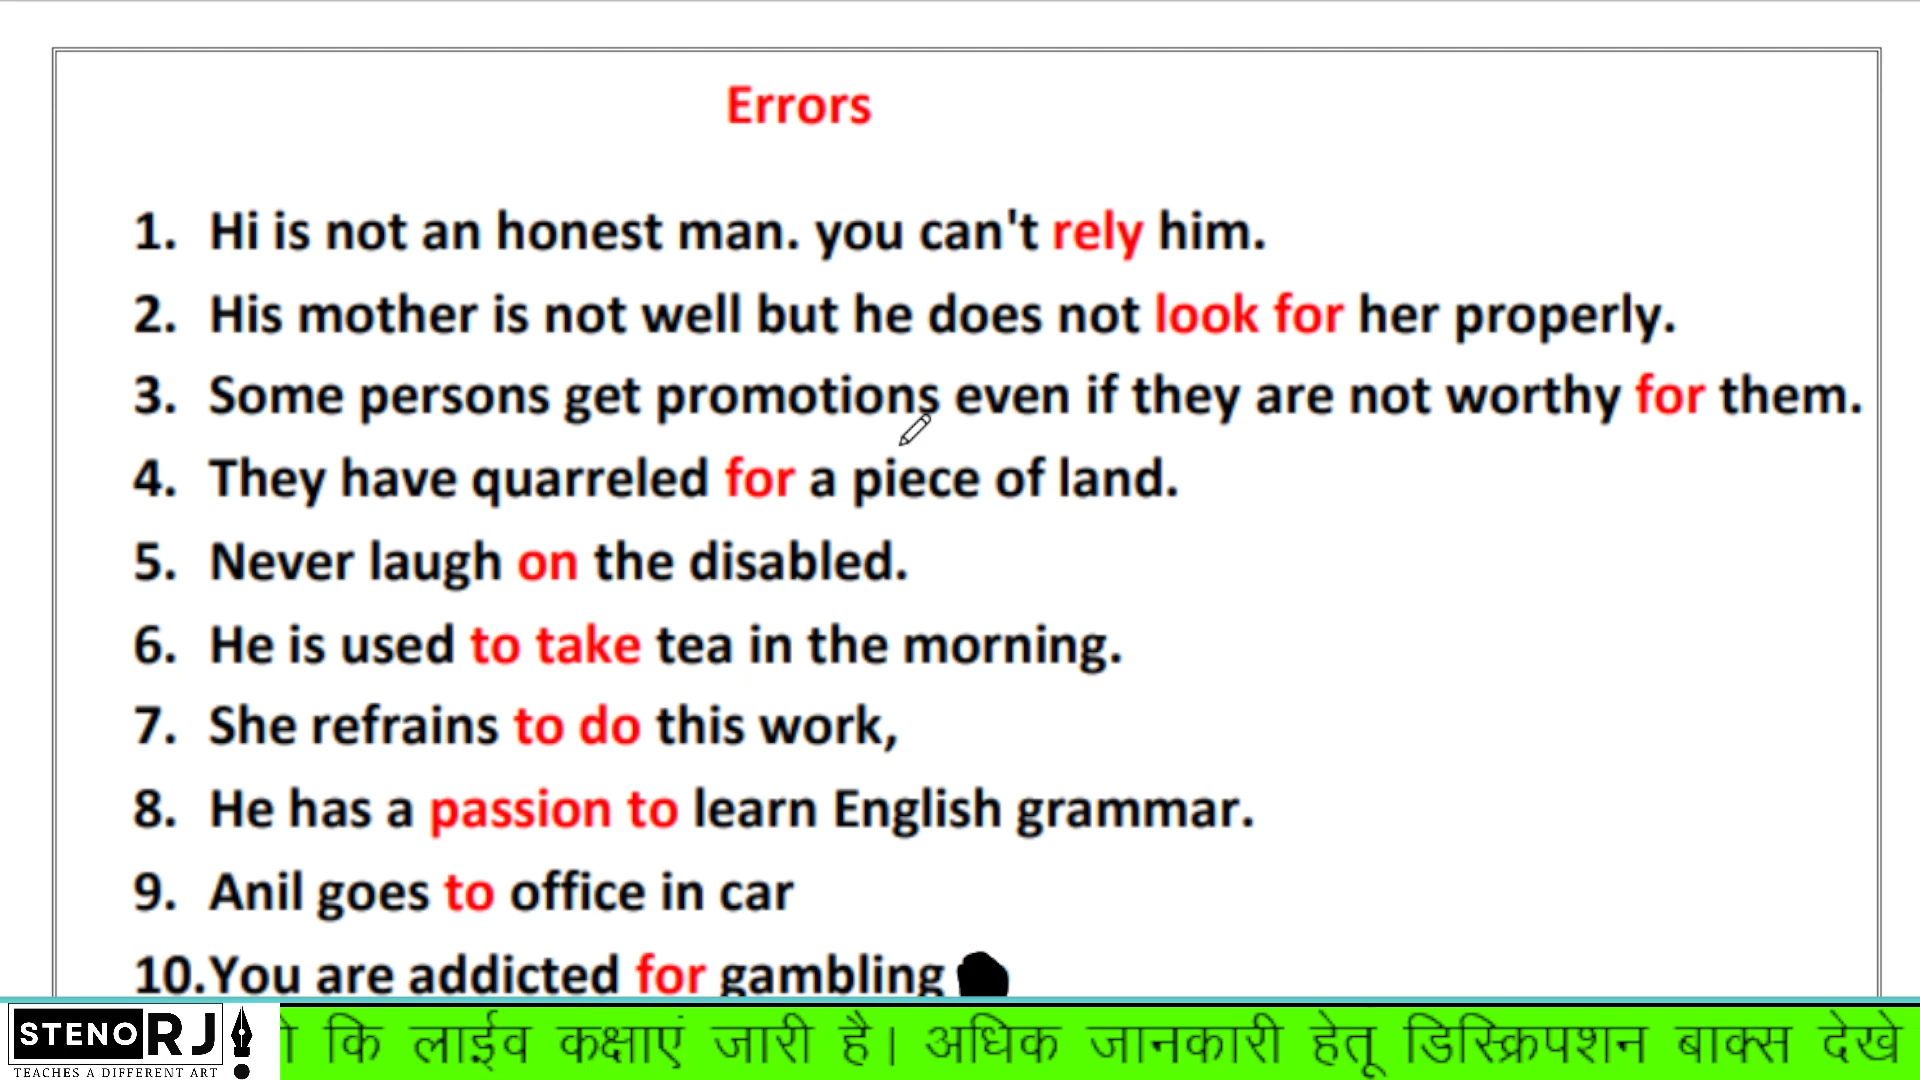 Errors
1. Hi is not an honest man. you can't rely him.
2. His mother is not well but he does not look for her properly.
3. Some persons get promotions even if they are not worthy for them.
4. They have quarreled for a piece of land.
5. Never laugh on the disabled.
6. He is used to take tea in the morning.
7. She refrains to do this work,
8. He has a passion to learn English grammar.
9. Anil goes to office in car
10.You are addicted for gambling
STENO RJ
TEACHES A DIFFERENT ART
कि लाईव कक्षाएं जारी है। अधिक जानकारी हेतू डिस्क्रिपशन बाक्स देखे